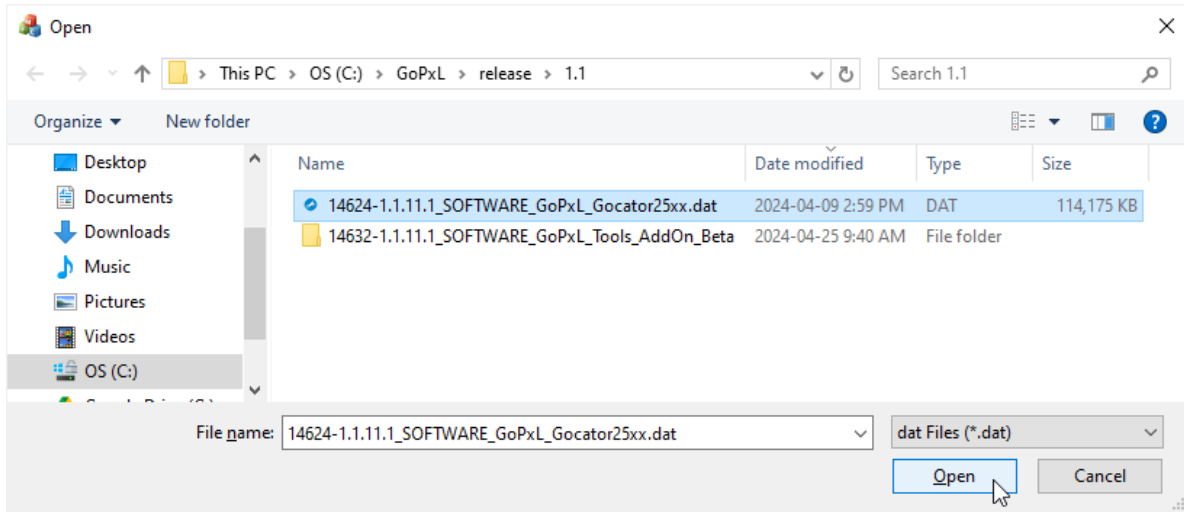 Open
This PC > OS (C:) > GoPxL > release > 1.1
Search 1.1
Organize
New folder
Name
Date modified
Type
Size
Desktop
Documents
Downloads
Music
Pictures
Videos
OS (C:)
14624-1.1.11.1_SOFTWARE_GoPxL_Gocator25xx.dat 2024-04-09 2:59 PM DAT 114,175 KB
14632-1.1.11.1_SOFTWARE_GoPxL_Tools_AddOn_Beta 2024-04-25 9:40 AM File folder
File name: 14624-1.1.11.1_SOFTWARE_GoPxL_Gocator25xx.dat
dat Files (*.dat)
Open
Cancel